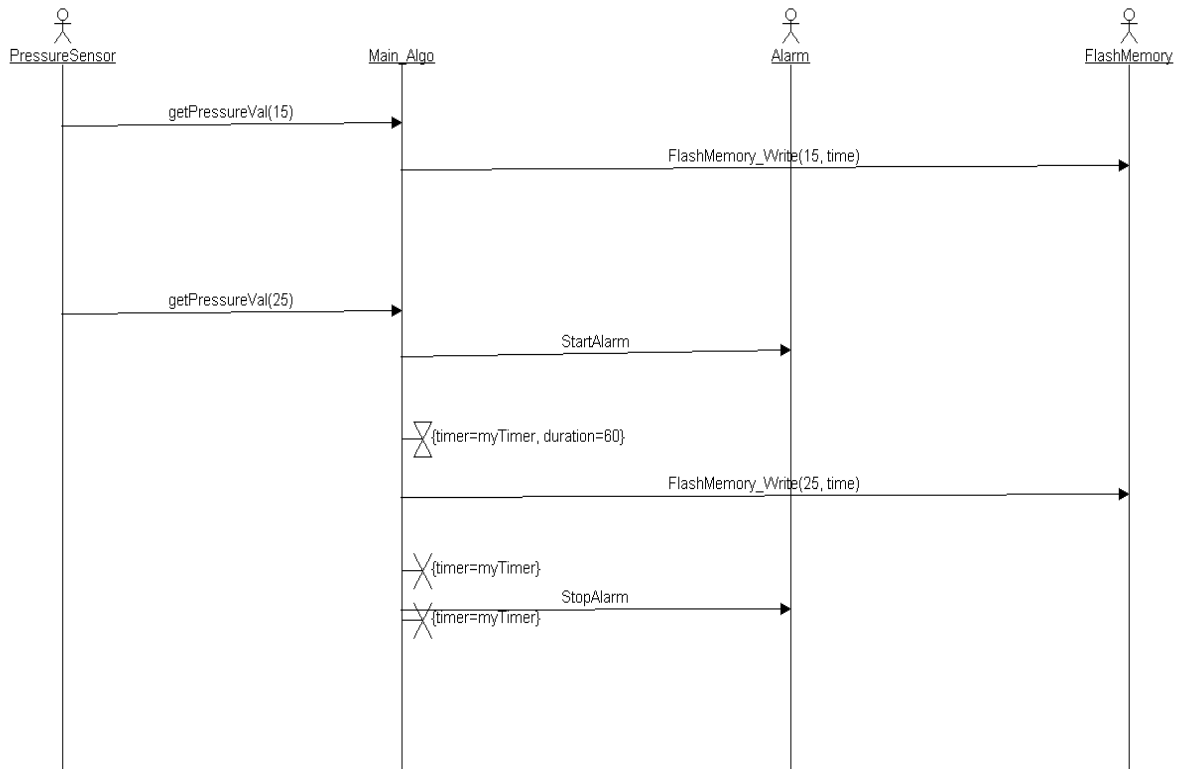 PressureSensor
Main_Algo
Alarm
FlashMemory
getPressureVal(15)
FlashMemory_Write(15, time)
getPressureVal(25)
StartAlarm
{timer=myTimer, duration=60}
FlashMemory_Write(25, time)
{timer=myTimer}
StopAlarm
{timer=myTimer}